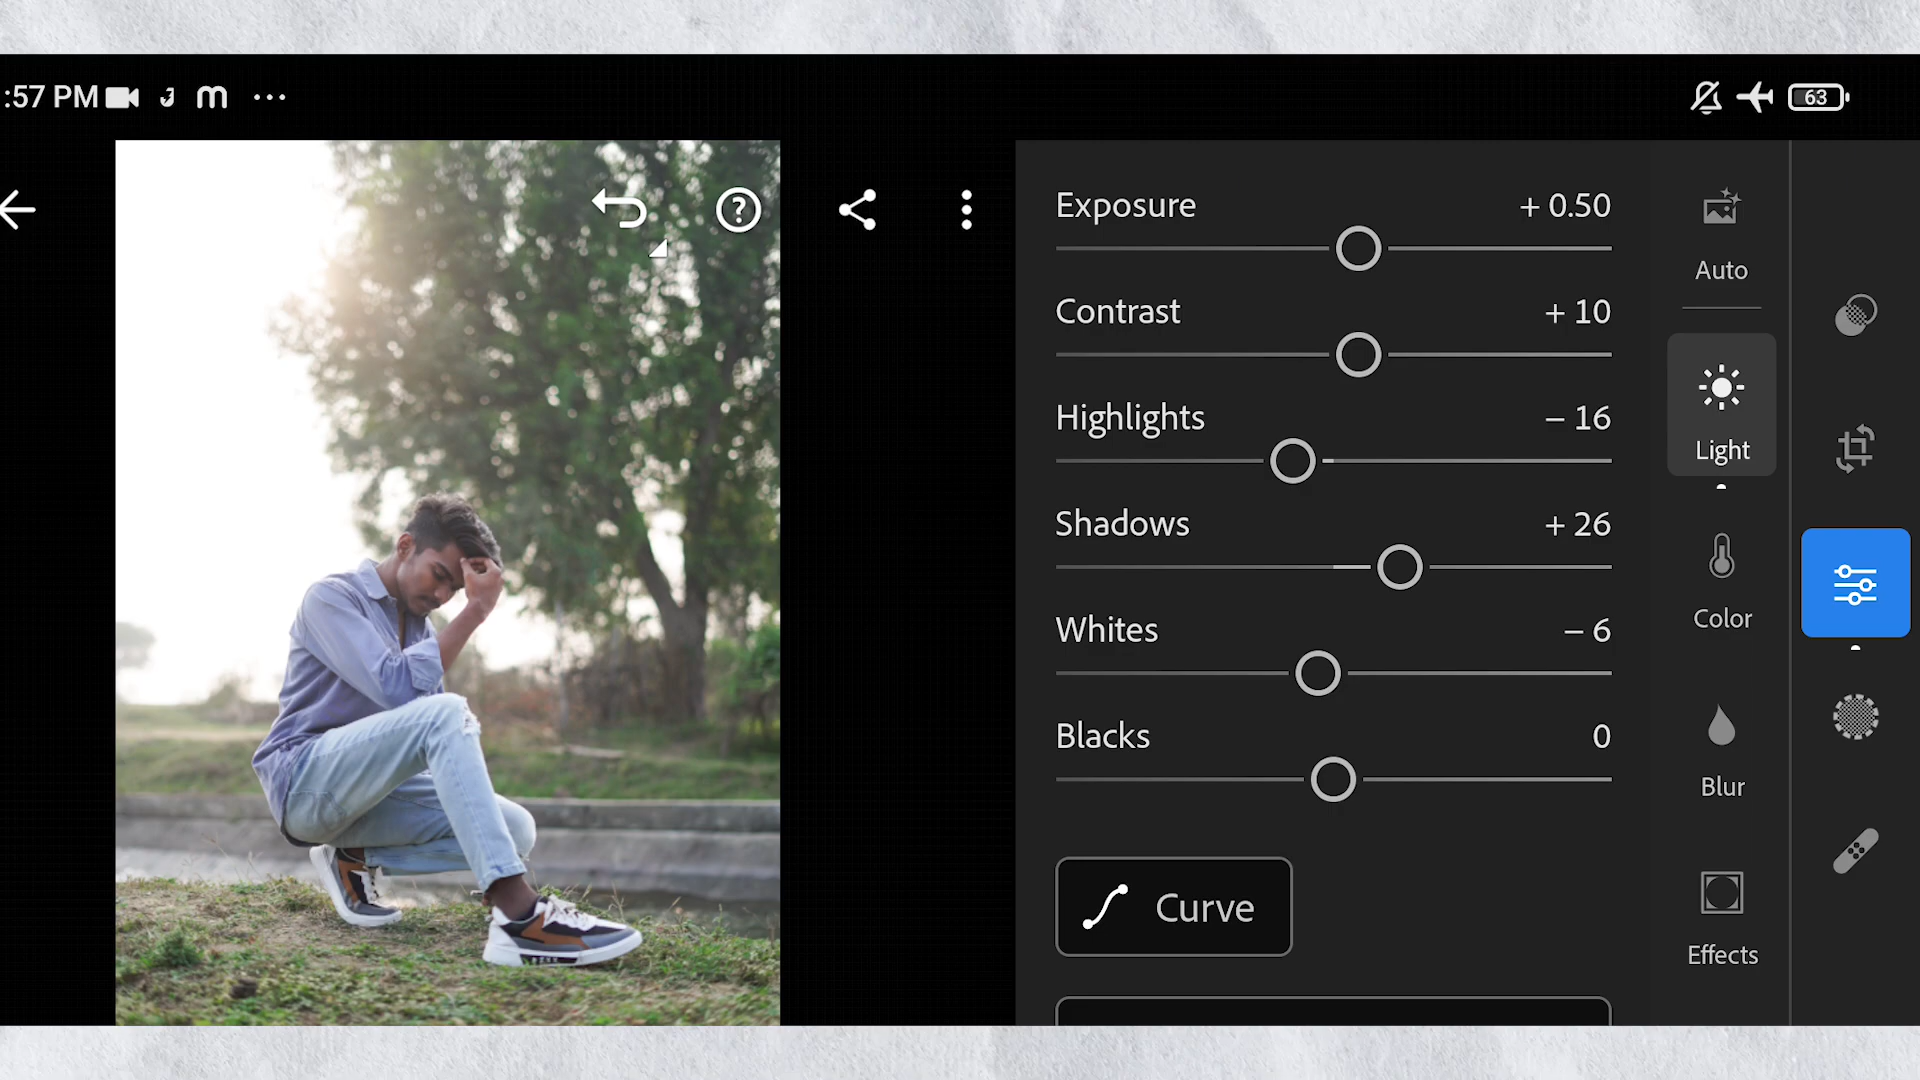 :57 PM
63
Exposure + 0.50
Contrast + 10
Highlights – 16
Shadows + 26
Whites – 6
Blacks 0
Curve
Auto
Light
Color
Blur
Effects